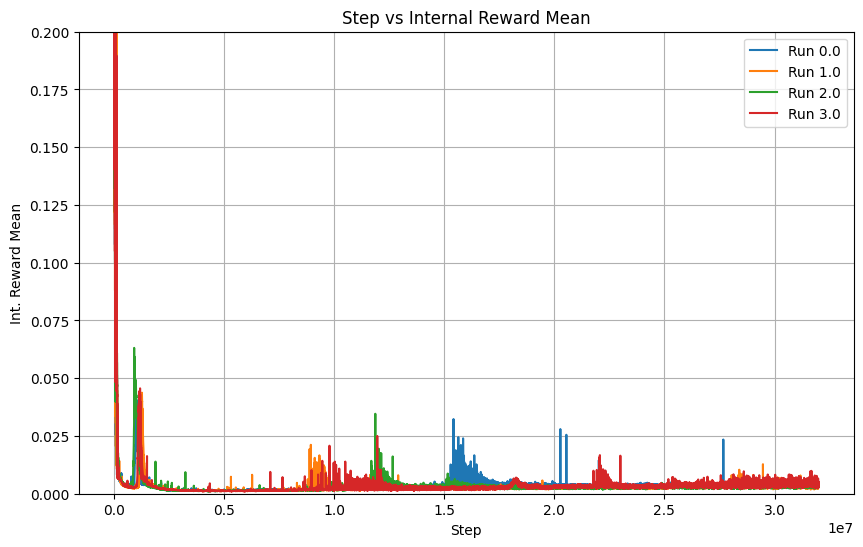 Step vs Internal Reward Mean
Int. Reward Mean
0.200
0.175
0.150
0.125
0.100
0.075
0.050
0.025
0.000
Run 0.0
Run 1.0
Run 2.0
Run 3.0
0.0 0.5 1.0 1.5 2.0 2.5 3.0
1e7
Step